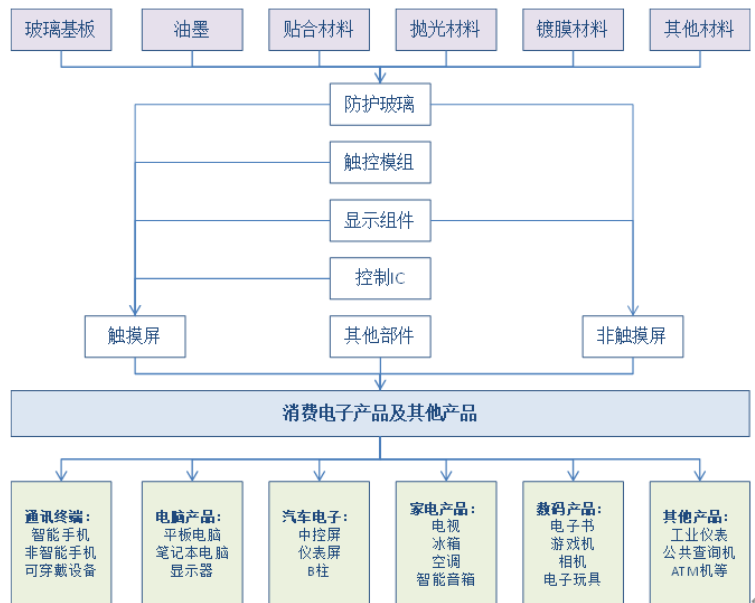 玻璃基板
油墨
贴合材料
抛光材料
镀膜材料
其他材料
防护玻璃
触控模组
显示组件
控制IC
触摸屏
其他部件
非触摸屏
消费电子产品及其他产品
通讯终端：
智能手机
非智能手机
可穿戴设备
电脑产品：
平板电脑
笔记本电脑
显示器
汽车电子：
中控屏
仪表屏
B柱
家电产品：
电视
冰箱
空调
智能音箱
数码产品：
电子书
游戏机
相机
电子玩具
其他产品：
工业仪表
公共查询机
ATM机等